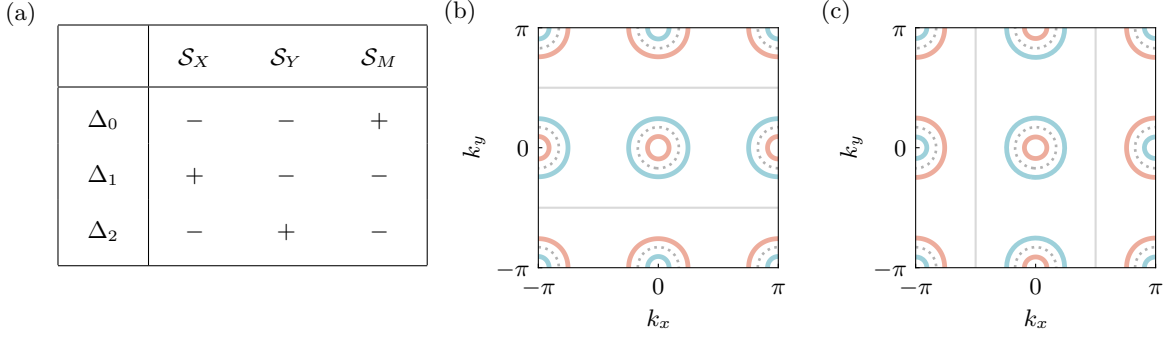 (a)
𝒮_X 𝒮_Y 𝒮_M
Δ_0 − − +
Δ_1 + − −
Δ_2 − + −
(b)
π
k_y
0
−π
−π 0 π
k_x
(c)
π
k_y
0
−π
−π 0 π
k_x